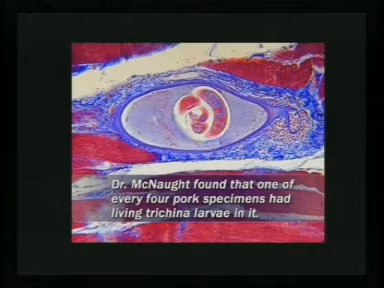 Dr. McNaught found that one of
every four pork specimens had
living trichina larvae in it.